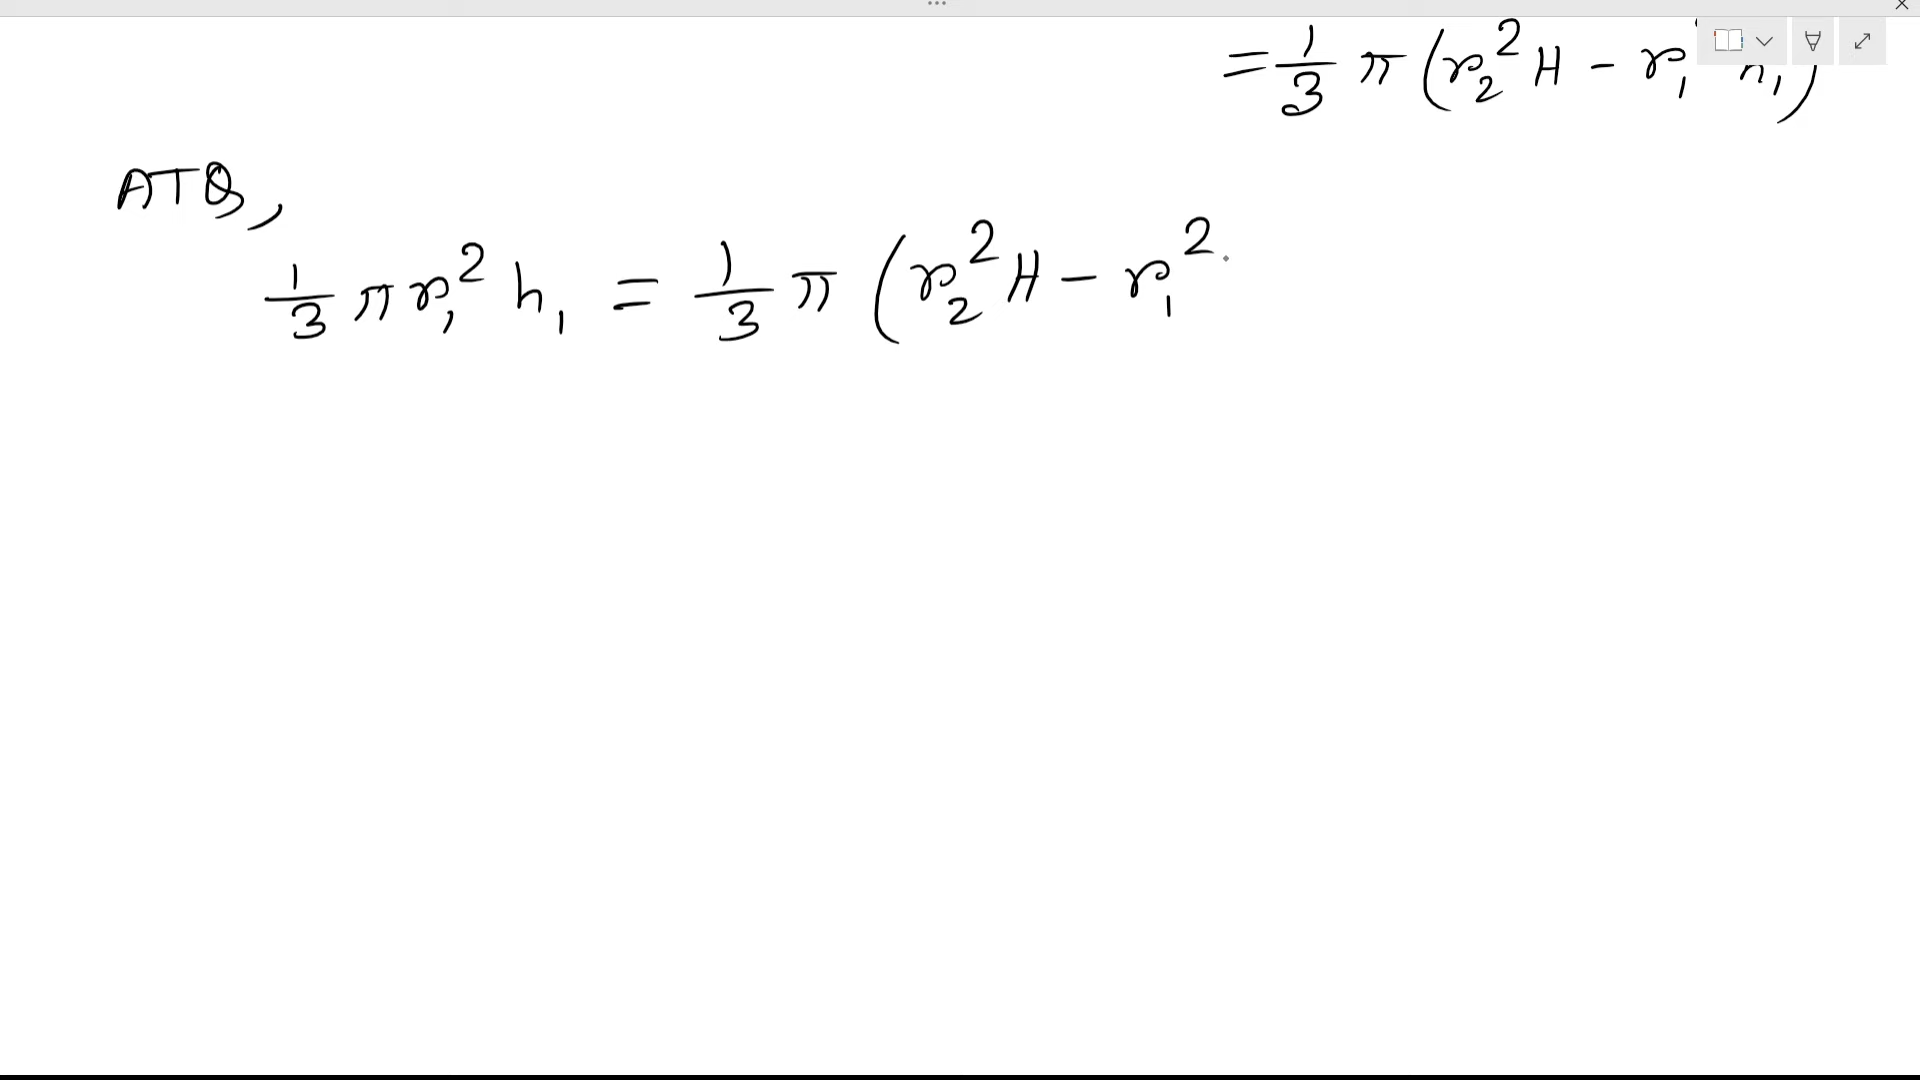 = 1/3 π (r₂² H - r₁² h₁)
ATQ,
1/3 π r₁² h₁ = 1/3 π (r₂² H - r₁²